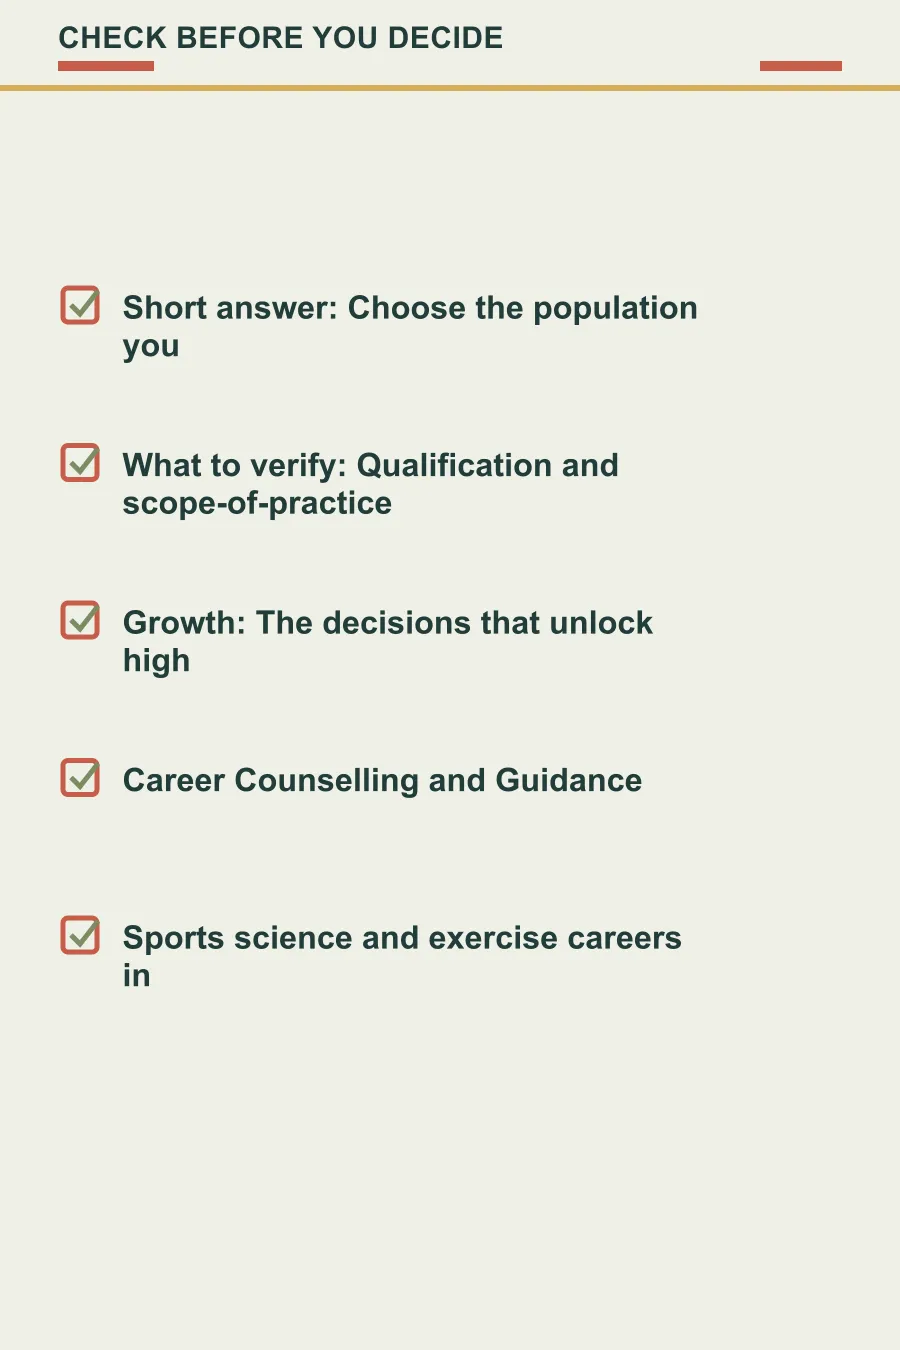 CHECK BEFORE YOU DECIDE
Short answer: Choose the population
you
What to verify: Qualification and
scope-of-practice
Growth: The decisions that unlock
high
Career Counselling and Guidance
Sports science and exercise careers
in